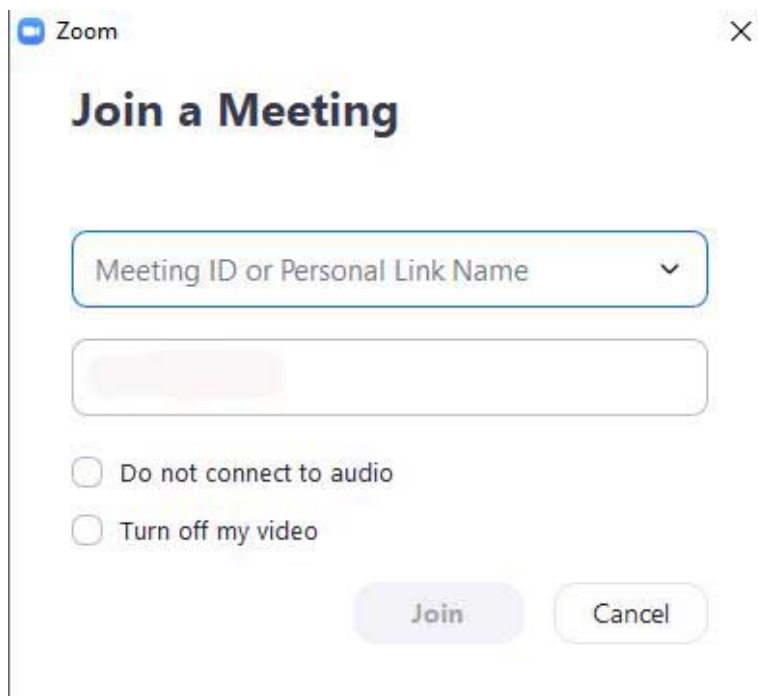 Zoom
Join a Meeting
Meeting ID or Personal Link Name
Do not connect to audio
Turn off my video
Join Cancel